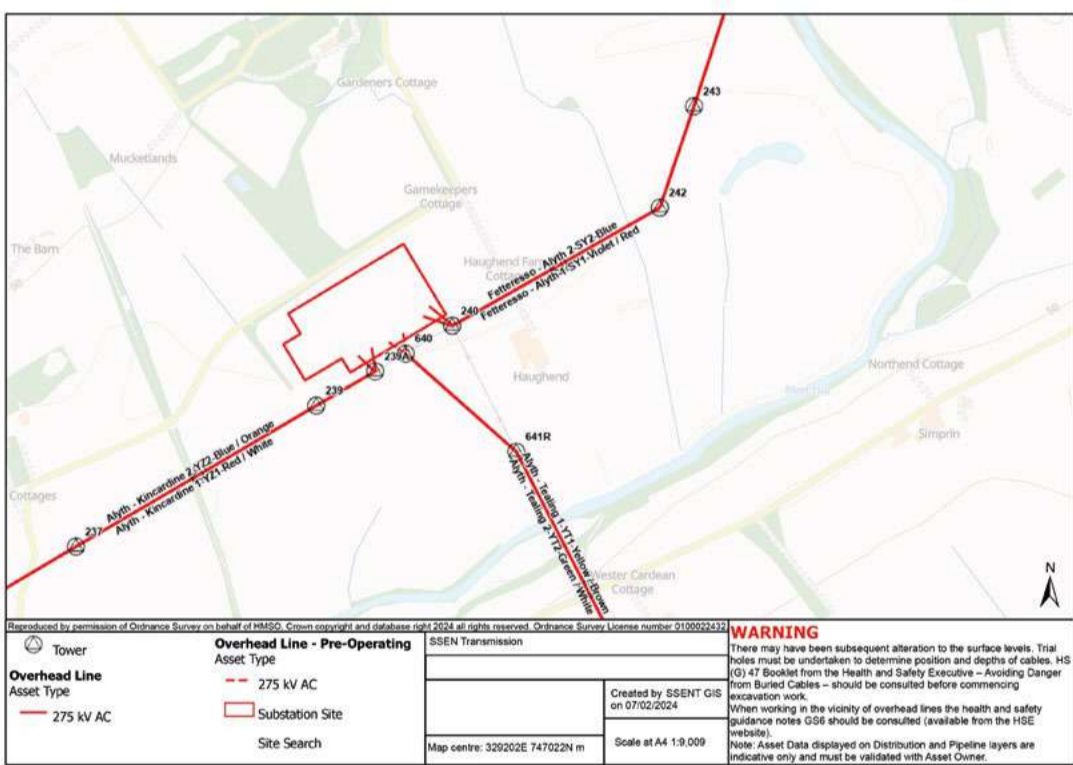 Gardeners Cottage
243
Mucketlands
Gamekeepers
Cottage
242
The Barn
Fetteresso - Alyth 2:SY2-Blue
Fetteresso - Alyth-1:SY1-Violet / Red
Haughend Farm
Cottage
240
640
239A
Northend Cottage
Haughend
239
River Isla
641R
Simprin
Alyth - Kincardine 2:YZ2-Blue / Orange
Alyth - Kincardine 1:YZ1-Red / White
Cottages
237
Alyth - Tealing 1:YT1-Yellow / Brown
Alyth - Tealing 2:YT2-Green / White
Wester Cardean
Cottage
N
Reproduced by permission of Ordnance Survey on behalf of HMSO. Crown copyright and database right 2024 all rights reserved. Ordnance Survey License number 0100022432
Tower
Overhead Line
Asset Type
275 kV AC
Overhead Line - Pre-Operating
Asset Type
275 kV AC
Substation Site
Site Search
SSEN Transmission
Created by SSENT GIS
on 07/02/2024
Map centre: 329202E 747022N m
Scale at A4 1:9,009
WARNING
There may have been subsequent alteration to the surface levels. Trial
holes must be undertaken to determine position and depths of cables. HS
(G) 47 Booklet from the Health and Safety Executive – Avoiding Danger
from Buried Cables – should be consulted before commencing
excavation work.
When working in the vicinity of overhead lines the health and safety
guidance notes GS6 should be consulted (available from the HSE
website).
Note: Asset Data displayed on Distribution and Pipeline layers are
indicative only and must be validated with Asset Owner.